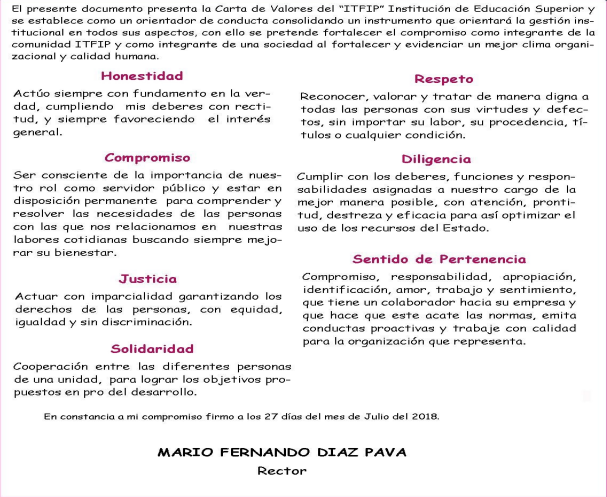 El presente documento presenta la Carta de Valores del “ITFIP” Institución de Educación Superior y
se establece como un orientador de conducta consolidando un instrumento que orientará la gestión ins-
titucional en todos sus aspectos, con ello se pretende fortalecer el compromiso como integrante de la
comunidad ITFIP y como integrante de una sociedad al fortalecer y evidenciar un mejor clima organi-
zacional y calidad humana.
Honestidad
Actúo siempre con fundamento en la ver-
dad, cumpliendo mis deberes con recti-
tud, y siempre favoreciendo el interés
general.
Compromiso
Ser consciente de la importancia de nues-
tro rol como servidor público y estar en
disposición permanente para comprender y
resolver las necesidades de las personas
con las que nos relacionamos en nuestras
labores cotidianas buscando siempre mejo-
rar su bienestar.
Justicia
Actuar con imparcialidad garantizando los
derechos de las personas, con equidad,
igualdad y sin discriminación.
Solidaridad
Cooperación entre las diferentes personas
de una unidad, para lograr los objetivos pro-
puestos en pro del desarrollo.
Respeto
Reconocer, valorar y tratar de manera digna a
todas las personas con sus virtudes y defec-
tos, sin importar su labor, su procedencia, tí-
tulos o cualquier condición.
Diligencia
Cumplir con los deberes, funciones y respon-
sabilidades asignadas a nuestro cargo de la
mejor manera posible, con atención, pronti-
tud, destreza y eficacia para así optimizar el
uso de los recursos del Estado.
Sentido de Pertenencia
Compromiso, responsabilidad, apropiación,
identificación, amor, trabajo y sentimiento,
que tiene un colaborador hacia su empresa y
que hace que este acate las normas, emita
conductas proactivas y trabaje con calidad
para la organización que representa.
En constancia a mi compromiso firmo a los 27 días del mes de Julio del 2018.
MARIO FERNANDO DIAZ PAVA
Rector